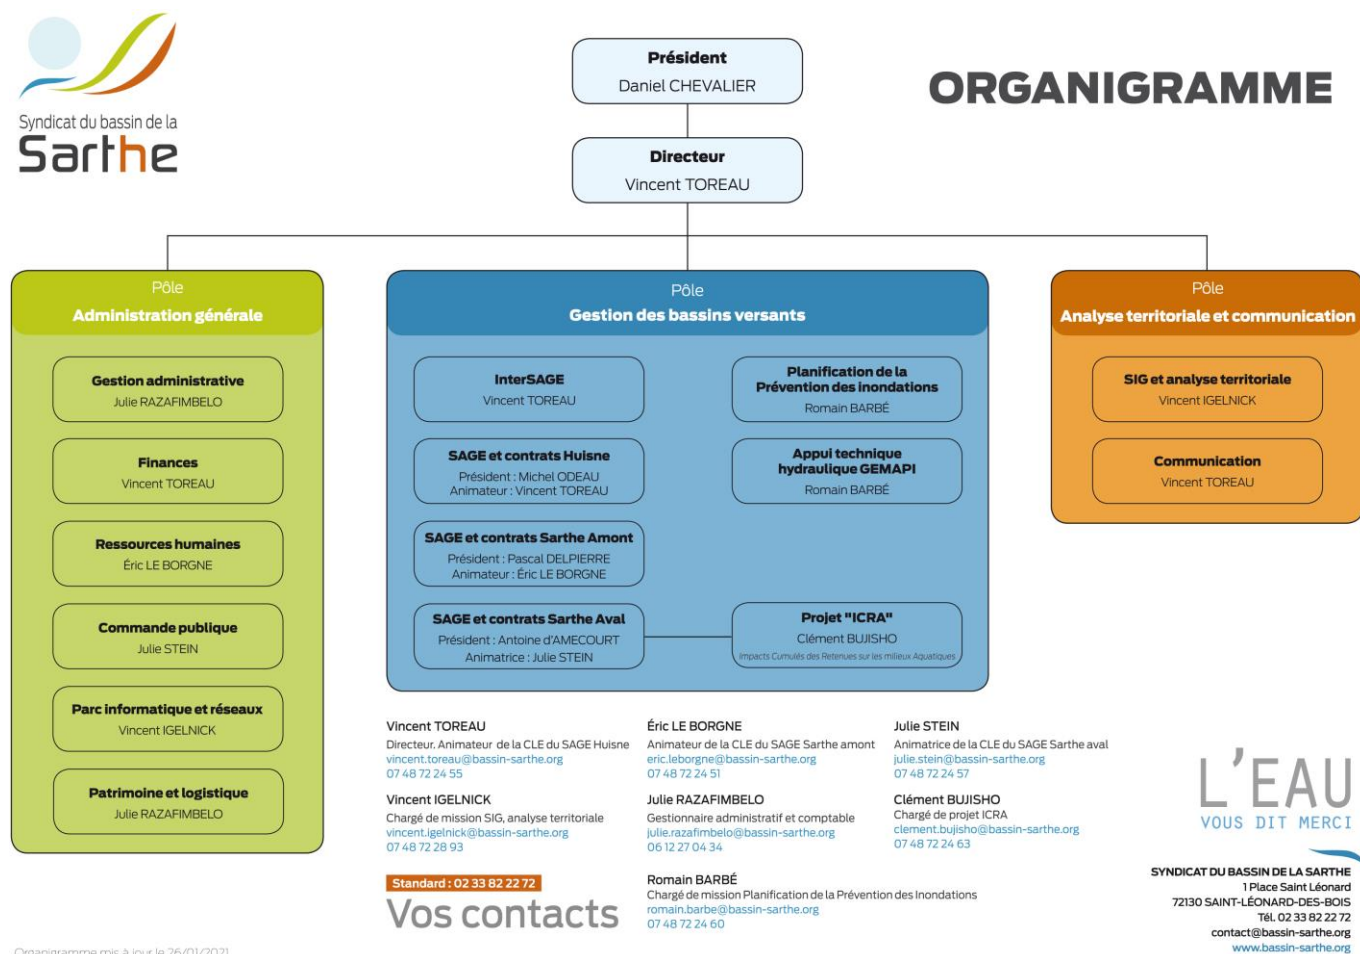 Syndicat du bassin de la
Sarthe
Président
Daniel CHEVALIER
ORGANIGRAMME
Directeur
Vincent TOREAU
Pôle
Administration générale
Gestion administrative
Julie RAZAFIMBELO
Finances
Vincent TOREAU
Ressources humaines
Éric LE BORGNE
Commande publique
Julie STEIN
Parc informatique et réseaux
Vincent IGELNICK
Patrimoine et logistique
Julie RAZAFIMBELO
Pôle
Gestion des bassins versants
InterSAGE
Vincent TOREAU
SAGE et contrats Huisne
Président : Michel ODEAU
Animateur : Vincent TOREAU
SAGE et contrats Sarthe Amont
Président : Pascal DELPIERRE
Animateur : Éric LE BORGNE
SAGE et contrats Sarthe Aval
Président : Antoine d'AMECOURT
Animatrice : Julie STEIN
Planification de la
Prévention des inondations
Romain BARBÉ
Appui technique
hydraulique GEMAPI
Romain BARBÉ
Projet "ICRA"
Clément BUJISHO
Impacts Cumulés des Retenues sur les milieux Aquatiques
Pôle
Analyse territoriale et communication
SIG et analyse territoriale
Vincent IGELNICK
Communication
Vincent TOREAU
Vincent TOREAU
Directeur. Animateur de la CLE du SAGE Huisne
vincent.toreau@bassin-sarthe.org
07 48 72 24 55
Éric LE BORGNE
Animateur de la CLE du SAGE Sarthe amont
eric.leborgne@bassin-sarthe.org
07 48 72 24 51
Julie STEIN
Animatrice de la CLE du SAGE Sarthe aval
julie.stein@bassin-sarthe.org
07 48 72 24 57
Vincent IGELNICK
Chargé de mission SIG, analyse territoriale
vincent.igelnick@bassin-sarthe.org
07 48 72 28 93
Julie RAZAFIMBELO
Gestionnaire administratif et comptable
julie.razafimbelo@bassin-sarthe.org
06 12 27 04 34
Clément BUJISHO
Chargé de projet ICRA
clement.bujisho@bassin-sarthe.org
07 48 72 24 63
Standard : 02 33 82 22 72
Vos contacts
Romain BARBÉ
Chargé de mission Planification de la Prévention des Inondations
romain.barbe@bassin-sarthe.org
07 48 72 24 60
L'EAU
VOUS DIT MERCI
SYNDICAT DU BASSIN DE LA SARTHE
1 Place Saint Léonard
72130 SAINT-LÉONARD-DES-BOIS
Tél. 02 33 82 22 72
contact@bassin-sarthe.org
www.bassin-sarthe.org
Organigramme mis à jour le 26/01/2021